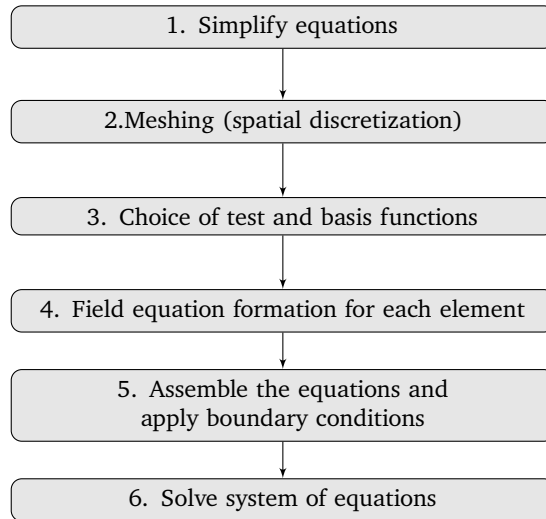 1. Simplify equations
2.Meshing (spatial discretization)
3. Choice of test and basis functions
4. Field equation formation for each element
5. Assemble the equations and
apply boundary conditions
6. Solve system of equations